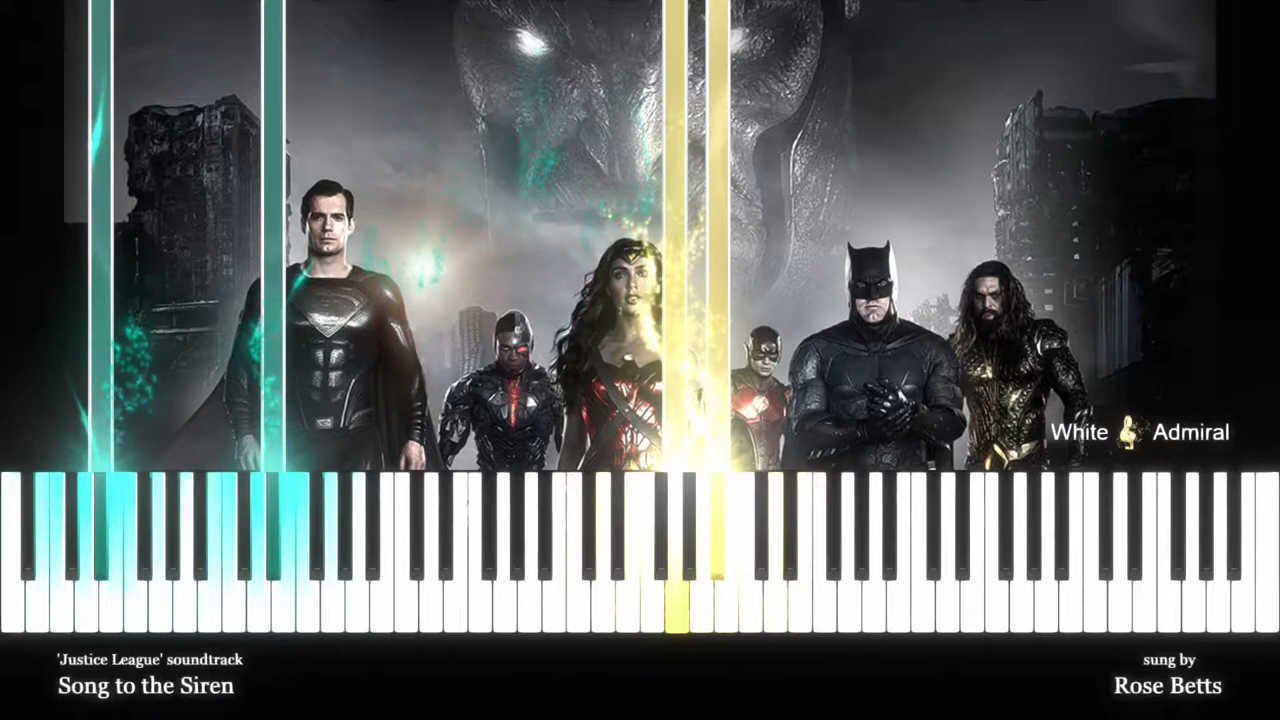 White Admiral
'Justice League' soundtrack
Song to the Siren
sung by
Rose Betts